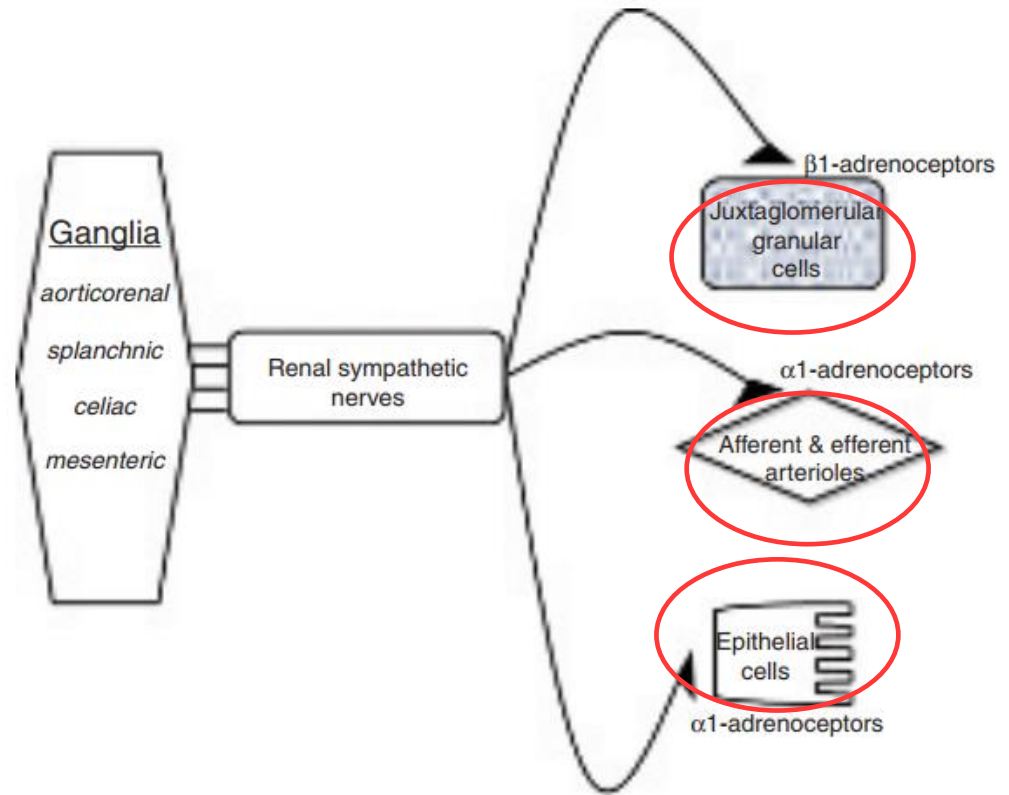 Ganglia
aorticorenal
splanchnic
celiac
mesenteric
Renal sympathetic
nerves
β1-adrenoceptors
Juxtaglomerular
granular
cells
α1-adrenoceptors
Afferent & efferent
arterioles
Epithelial
cells
α1-adrenoceptors